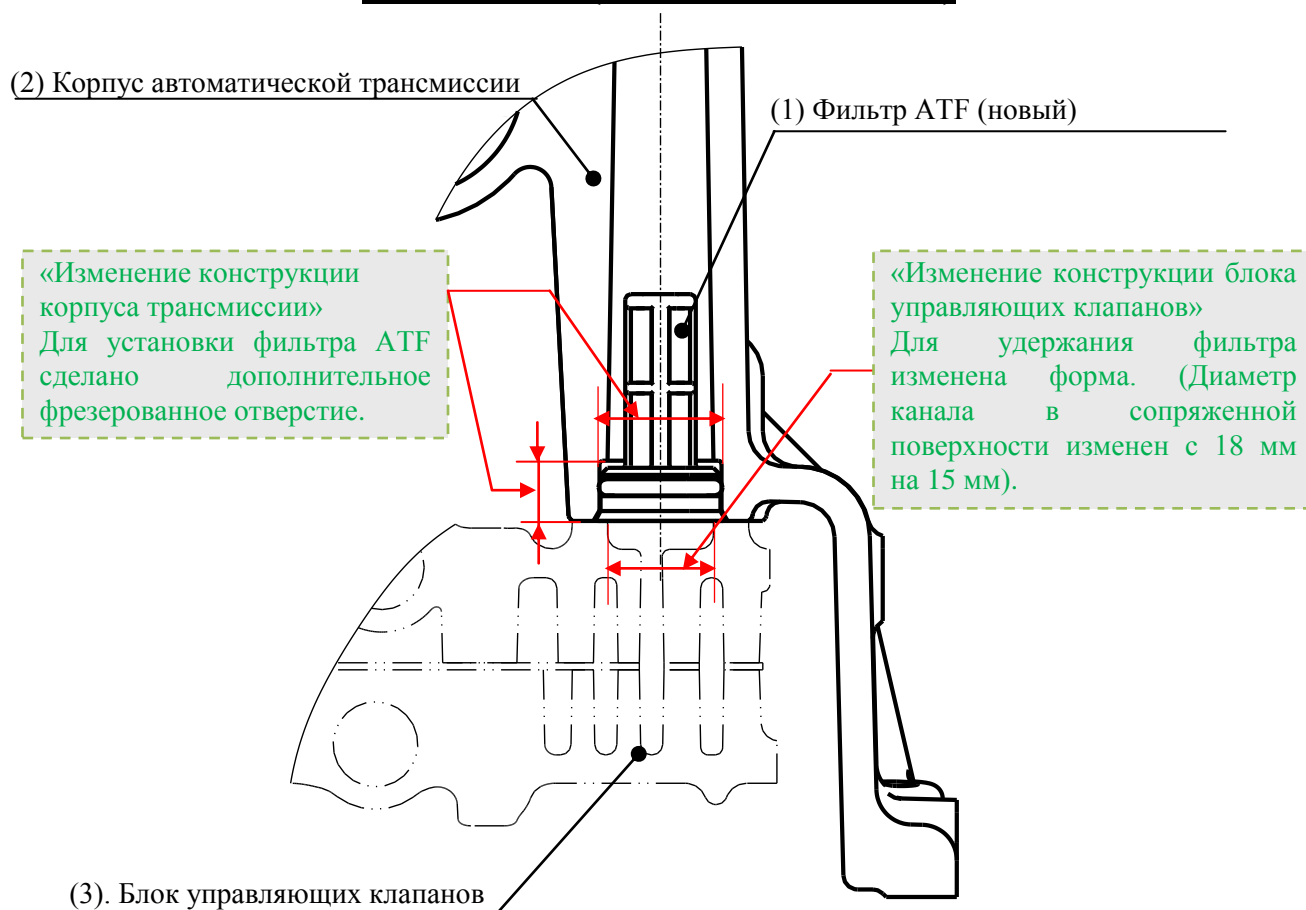 (2) Корпус автоматической трансмиссии
(1) Фильтр ATF (новый)
«Изменение конструкции
корпуса трансмиссии»
Для установки фильтра ATF
сделано дополнительное
фрезерованное отверстие.
«Изменение конструкции блока
управляющих клапанов»
Для удержания фильтра
изменена форма. (Диаметр
канала в сопряженной
поверхности изменен с 18 мм
на 15 мм).
(3). Блок управляющих клапанов